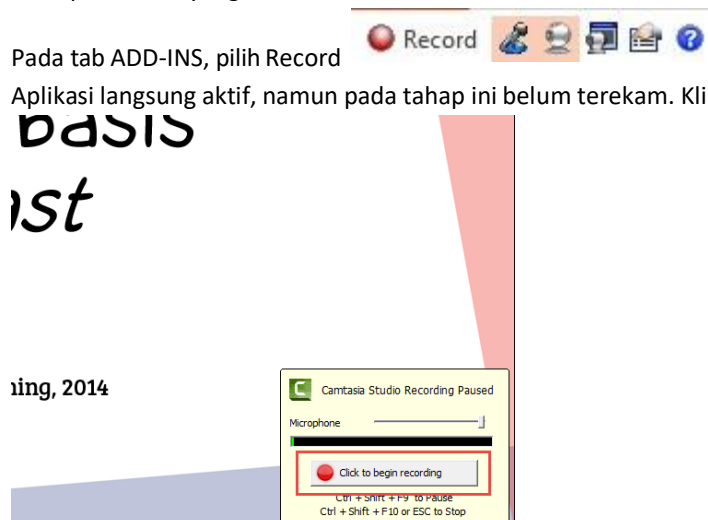 Pada tab ADD-INS, pilih Record
Record
Aplikasi langsung aktif, namun pada tahap ini belum terekam. Kli
basis
ast
ning, 2014
Camtasia Studio Recording Paused
Microphone
Click to begin recording
Ctrl + Shift + F9 to Pause
Ctrl + Shift + F10 or ESC to Stop